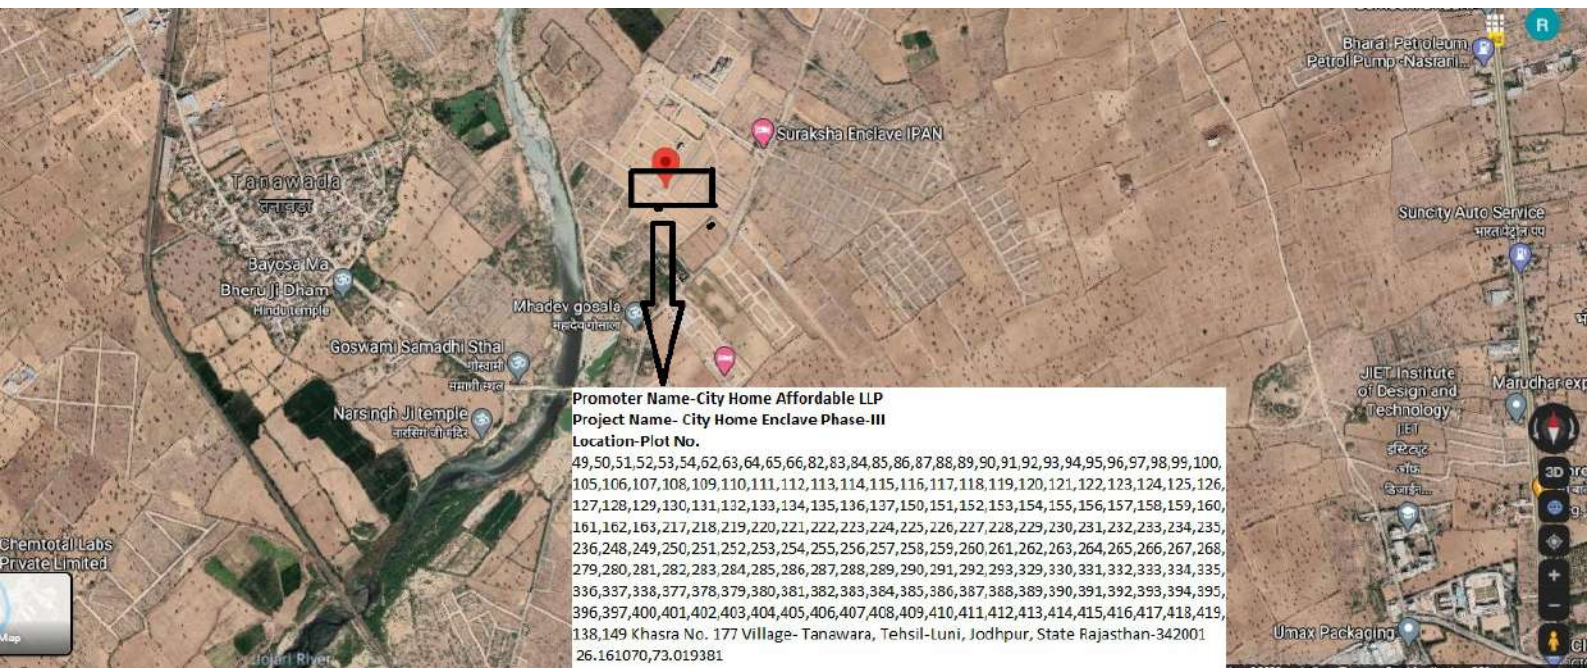 Bharat Petroleum
Petrol Pump -Nasrani...
R
Suraksha Enclave IPAN
Tanawada
तनावड़ा
Suncity Auto Service
भारत पेट्रोल पंप
Bayosa Ma
Bheru Ji Dham
Hindu temple
Mhadev gosala
महादेव गोसाला
Goswami Samadhi Sthal
गोस्वामी
समाधी स्थल
JIET Institute
of Design and
Technology
JIET
इंस्टिट्यूट
ऑफ़
डिजाईन...
Marudhar exp
Narsingh Ji temple
नारसिंग जी मंदिर
Promoter Name-City Home Affordable LLP
Project Name- City Home Enclave Phase-III
Location-Plot No.
49,50,51,52,53,54,62,63,64,65,66,82,83,84,85,86,87,88,89,90,91,92,93,94,95,96,97,98,99,100,
105,106,107,108,109,110,111,112,113,114,115,116,117,118,119,120,121,122,123,124,125,126,
127,128,129,130,131,132,133,134,135,136,137,150,151,152,153,154,155,156,157,158,159,160,
161,162,163,217,218,219,220,221,222,223,224,225,226,227,228,229,230,231,232,233,234,235,
236,248,249,250,251,252,253,254,255,256,257,258,259,260,261,262,263,264,265,266,267,268,
279,280,281,282,283,284,285,286,287,288,289,290,291,292,293,329,330,331,332,333,334,335,
336,337,338,377,378,379,380,381,382,383,384,385,386,387,388,389,390,391,392,393,394,395,
396,397,400,401,402,403,404,405,406,407,408,409,410,411,412,413,414,415,416,417,418,419,
138,149 Khasra No. 177 Village- Tanawara, Tehsil-Luni, Jodhpur, State Rajasthan-342001
26.161070,73.019381
3D
Chemtotal Labs
Private Limited
Map
Jojari River
Umax Packaging